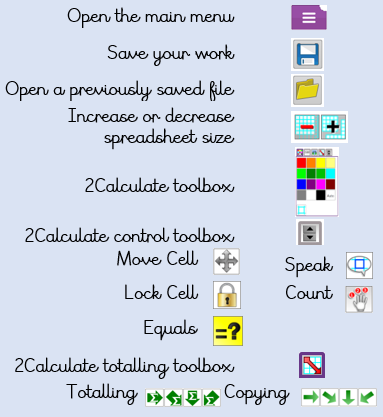 Open the main menu
Save your work
Open a previously saved file
Increase or decrease
spreadsheet size
2Calculate toolbox
2Calculate control toolbox
Move Cell
Speak
Lock Cell
Count
Equals
=?
2Calculate totalling toolbox
Totalling
Copying